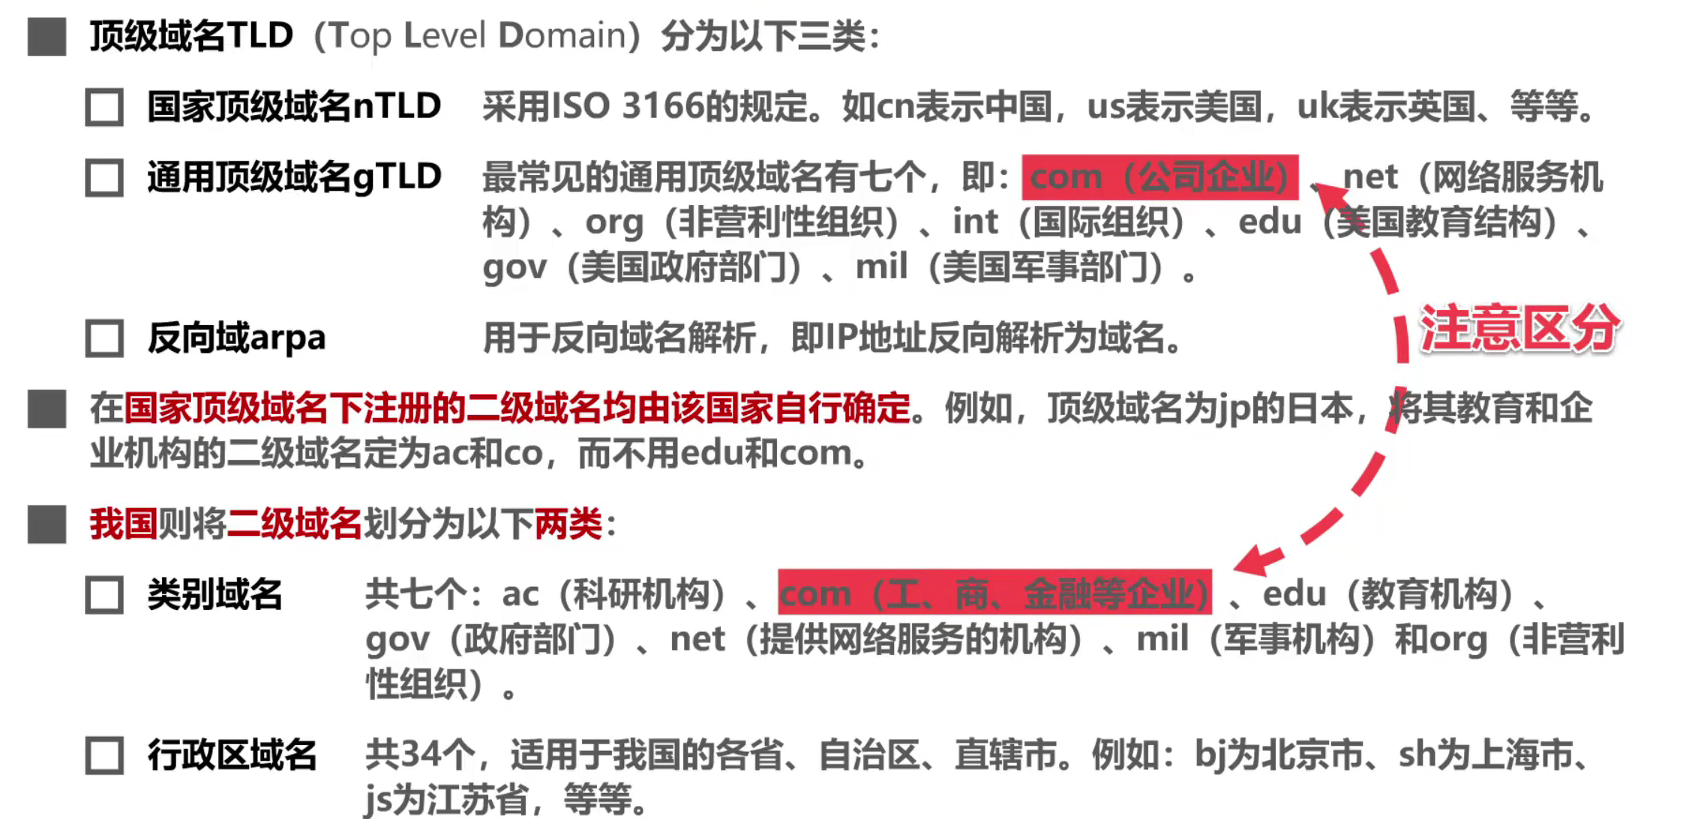 顶级域名TLD（Top Level Domain）分为以下三类：
国家顶级域名nTLD 采用ISO 3166的规定。如cn表示中国，us表示美国，uk表示英国、等等。
通用顶级域名gTLD 最常见的通用顶级域名有七个，即：com（公司企业）、net（网络服务机
构）、org（非营利性组织）、int（国际组织）、edu（美国教育结构）、
gov（美国政府部门）、mil（美国军事部门）。
反向域arpa 用于反向域名解析，即IP地址反向解析为域名。
注意区分
在国家顶级域名下注册的二级域名均由该国家自行确定。例如，顶级域名为jp的日本，将其教育和企
业机构的二级域名定为ac和co，而不用edu和com。
我国则将二级域名划分为以下两类：
类别域名 共七个：ac（科研机构）、com（工、商、金融等企业）、edu（教育机构）、
gov（政府部门）、net（提供网络服务的机构）、mil（军事机构）和org（非营利
性组织）。
行政区域名 共34个，适用于我国的各省、自治区、直辖市。例如：bj为北京市、sh为上海市、
js为江苏省，等等。